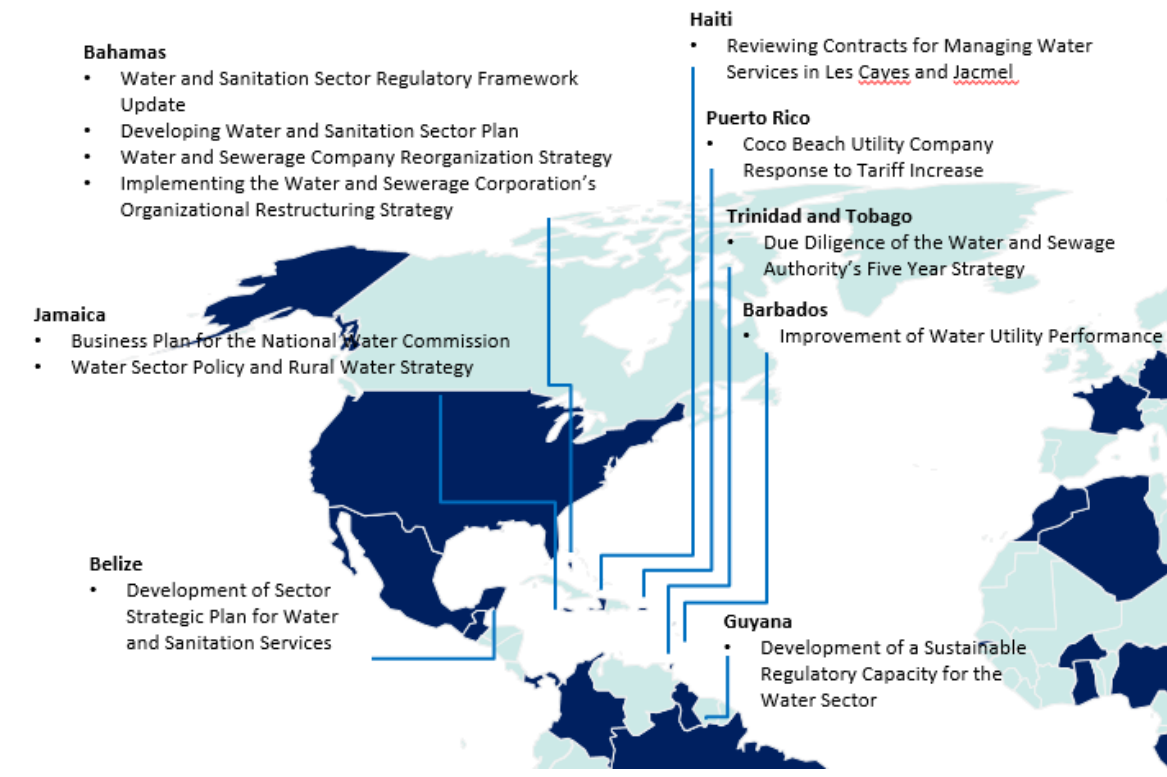 Haiti
• Reviewing Contracts for Managing Water
Services in Les Cayes and Jacmel
Bahamas
• Water and Sanitation Sector Regulatory Framework
Update
• Developing Water and Sanitation Sector Plan
• Water and Sewerage Company Reorganization Strategy
• Implementing the Water and Sewerage Corporation's
Organizational Restructuring Strategy
Puerto Rico
• Coco Beach Utility Company
Response to Tariff Increase
Trinidad and Tobago
• Due Diligence of the Water and Sewage
Authority's Five Year Strategy
Barbados
• Improvement of Water Utility Performance
Jamaica
• Business Plan for the National Water Commission
• Water Sector Policy and Rural Water Strategy
Belize
• Development of Sector
Strategic Plan for Water
and Sanitation Services
Guyana
• Development of a Sustainable
Regulatory Capacity for the
Water Sector